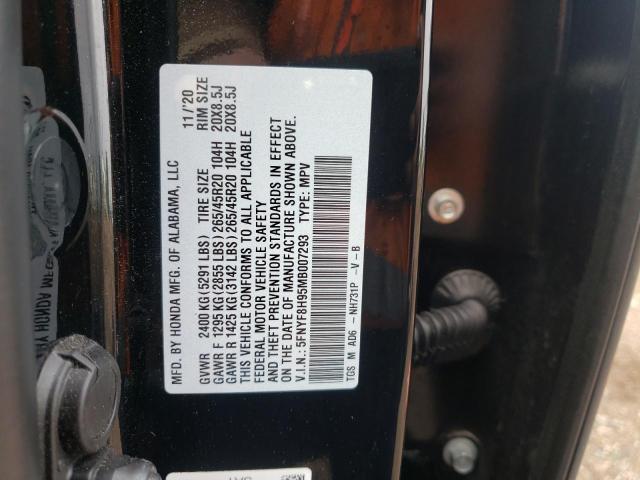 MFD. BY HONDA MFG. OF ALABAMA, LLC 11/'20
GVWR 2400 KG (5291 LBS) TIRE SIZE RIM SIZE
GAWR F 1295 KG (2855 LBS) 265/45R20 104H 20X8.5J
GAWR R 1425 KG (3142 LBS) 265/45R20 104H 20X8.5J
THIS VEHICLE CONFORMS TO ALL APPLICABLE
FEDERAL MOTOR VEHICLE SAFETY
AND THEFT PREVENTION STANDARDS IN EFFECT
ON THE DATE OF MANUFACTURE SHOWN ABOVE.
V.I.N.: 5FNYF8H95MB007293 TYPE: MPV
TGS M AD6 -NH731P -V-B